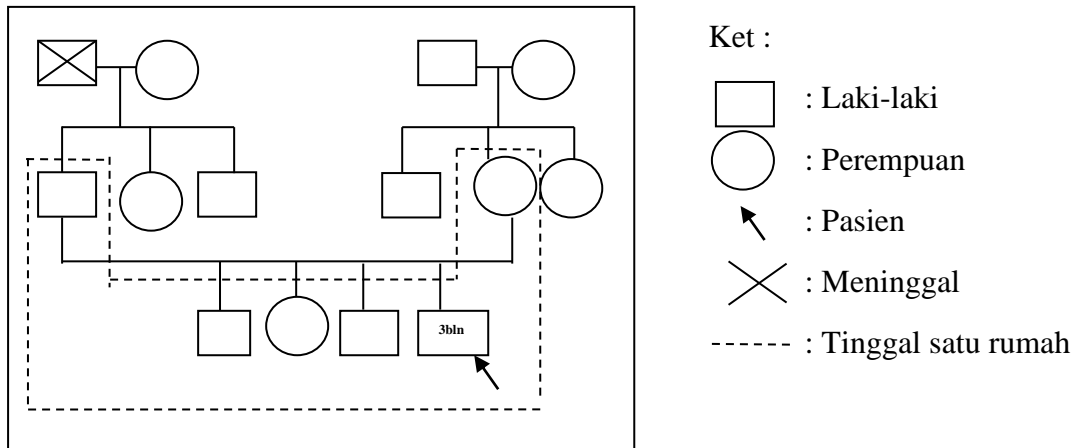 Ket :
: Laki-laki
: Perempuan
: Pasien
: Meninggal
: Tinggal satu rumah
3bln